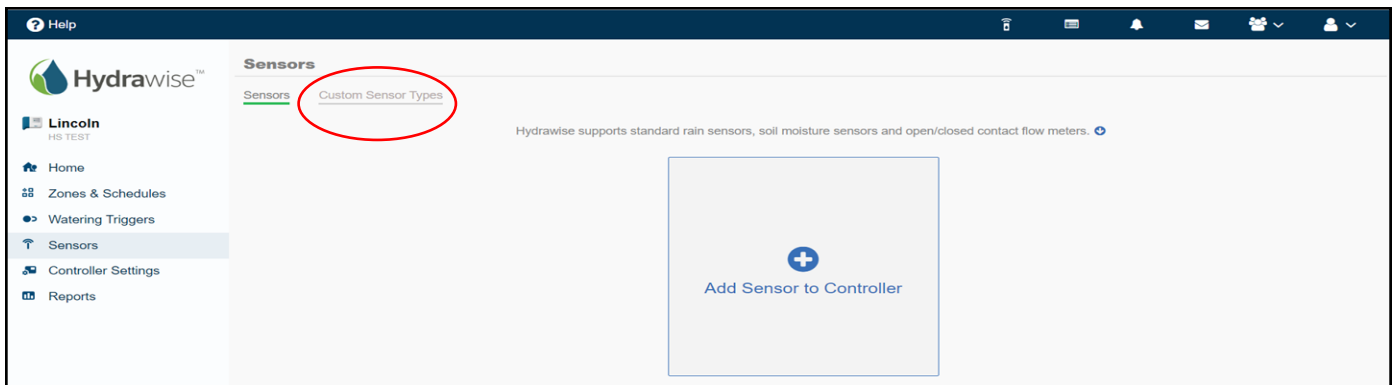 Help
Hydrawise™
Lincoln
HS TEST
Home
Zones & Schedules
Watering Triggers
Sensors
Controller Settings
Reports
Sensors
Sensors Custom Sensor Types
Hydrawise supports standard rain sensors, soil moisture sensors and open/closed contact flow meters.
Add Sensor to Controller